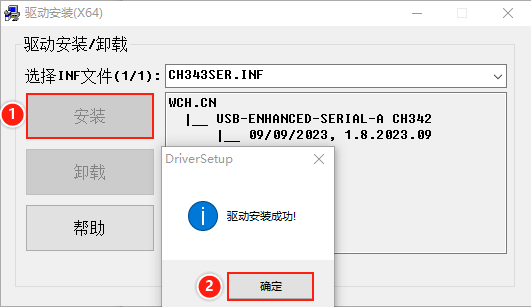 驱动安装(X64)
驱动安装/卸载
选择INF文件(1/1):
CH343SER.INF
1
安装
WCH.CN
|__ USB-ENHANCED-SERIAL-A CH342
|__ 09/09/2023, 1.8.2023.09
卸载
DriverSetup
驱动安装成功!
帮助
2
确定